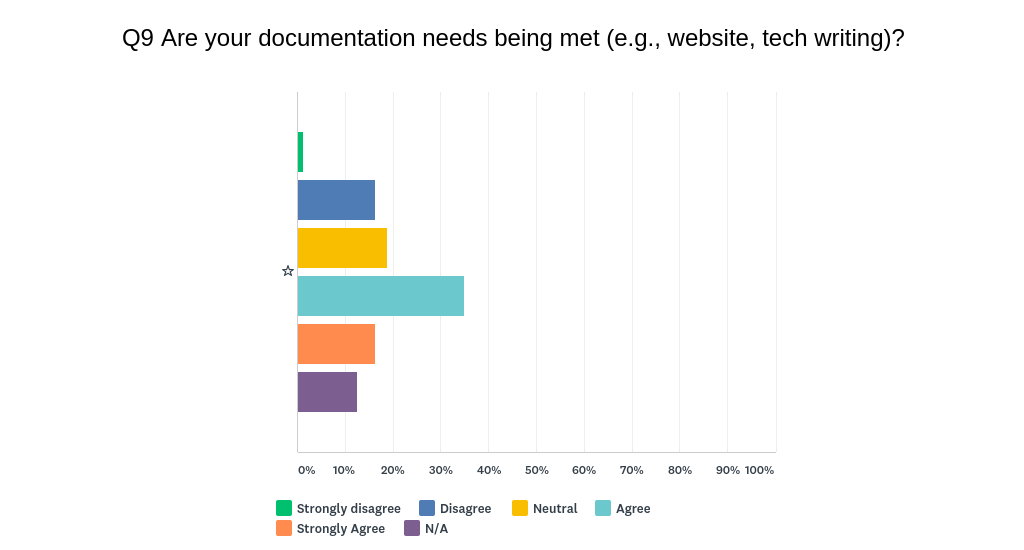 Q9 Are your documentation needs being met (e.g., website, tech writing)?
☆
0% 10% 20% 30% 40% 50% 60% 70% 80% 90% 100%
Strongly disagree Disagree Neutral Agree
Strongly Agree N/A